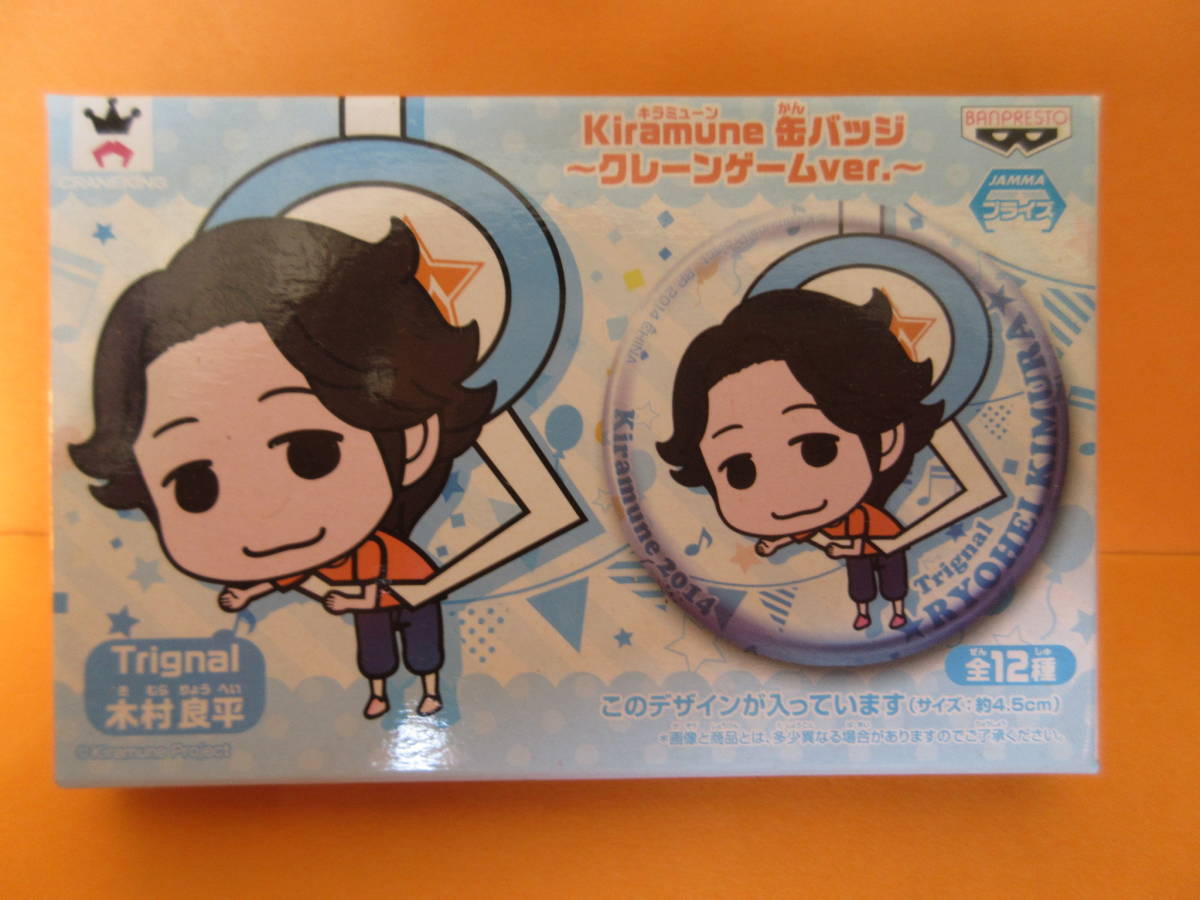 CRANEKING
キラミューン かん
Kiramune 缶バッジ
〜クレーンゲームver.〜
BANPRESTO
JAMMA
プライズ
Kiramune 2014
Trignal
★RYOHEI KIMURA★
ぜん しゅ
全12種
Trignal
き むら りょう へい
木村良平
©Kiramune Project
このデザインが入っています(サイズ:約4.5cm)
*画像と商品とは、多少異なる場合がありますのでご了承ください。